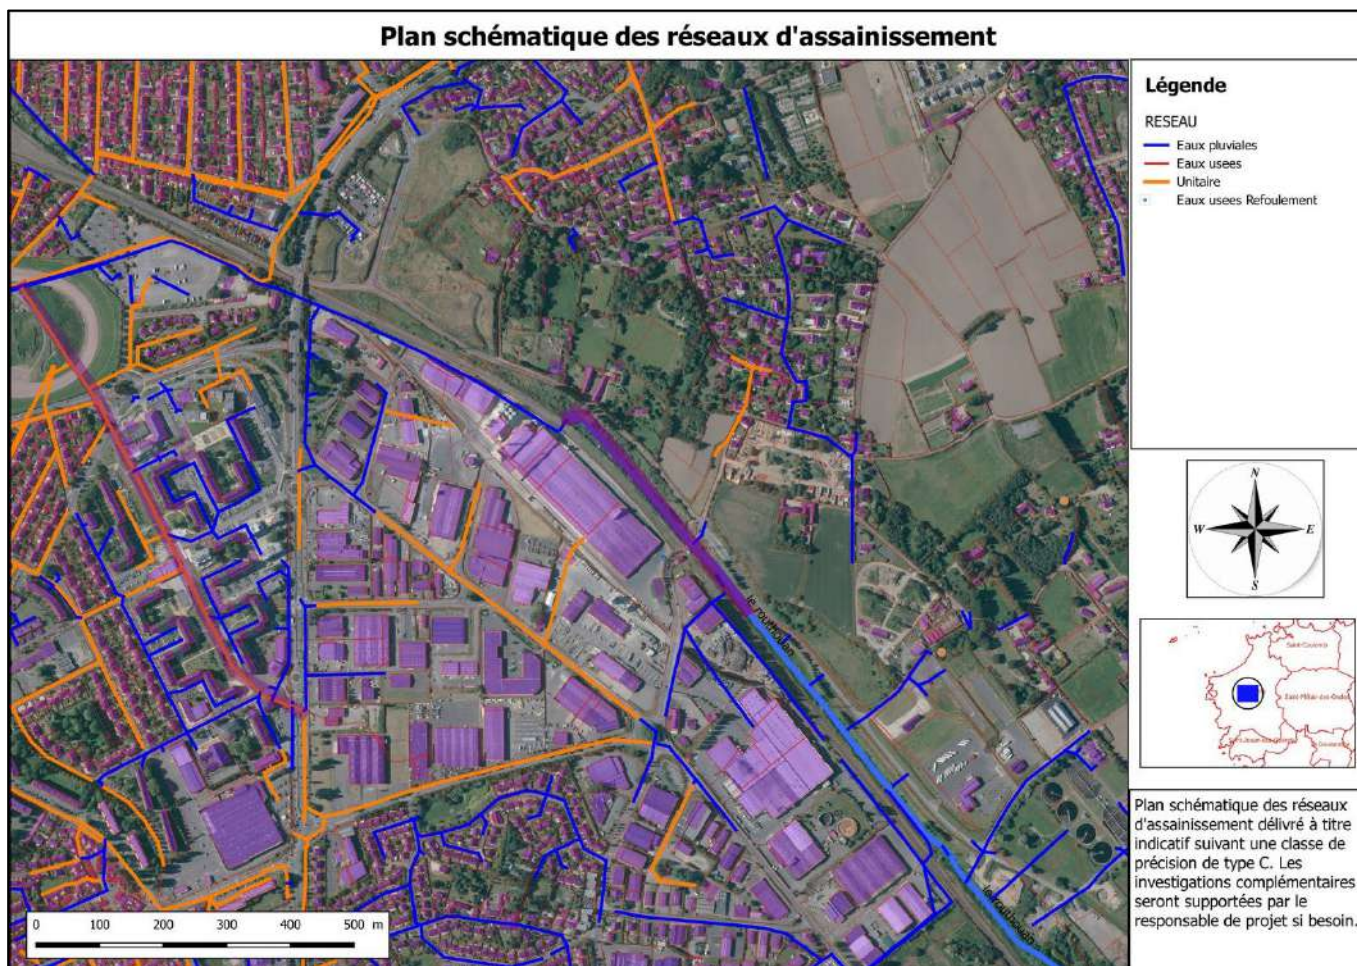 Plan schématique des réseaux d'assainissement
Légende
RESEAU
Eaux pluviales
Eaux usees
Unitaire
Eaux usees Refoulement
N
W
E
S
le routhouan
le routhouan
0 100 200 300 400 500 m
Plan schématique des réseaux
d'assainissement délivré à titre
indicatif suivant une classe de
précision de type C. Les
investigations complémentaires
seront supportées par le
responsable de projet si besoin.